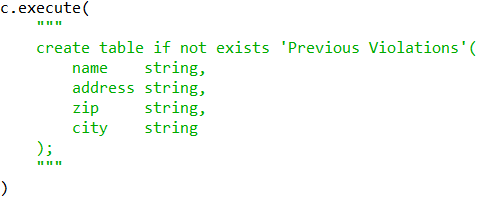 c.execute(
    """
    create table if not exists 'Previous Violations'(
        name    string,
        address string,
        zip     string,
        city    string
    );
    """
)